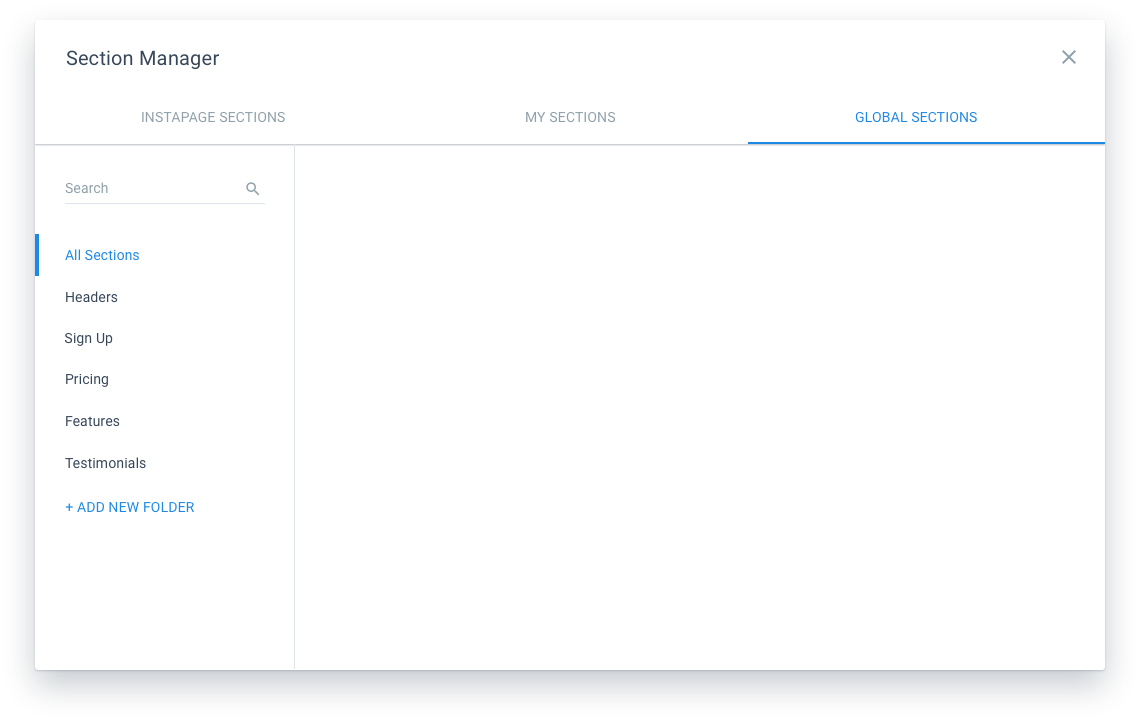 Section Manager
INSTAPAGE SECTIONS
MY SECTIONS
GLOBAL SECTIONS
Search
All Sections
Headers
Sign Up
Pricing
Features
Testimonials
+ ADD NEW FOLDER